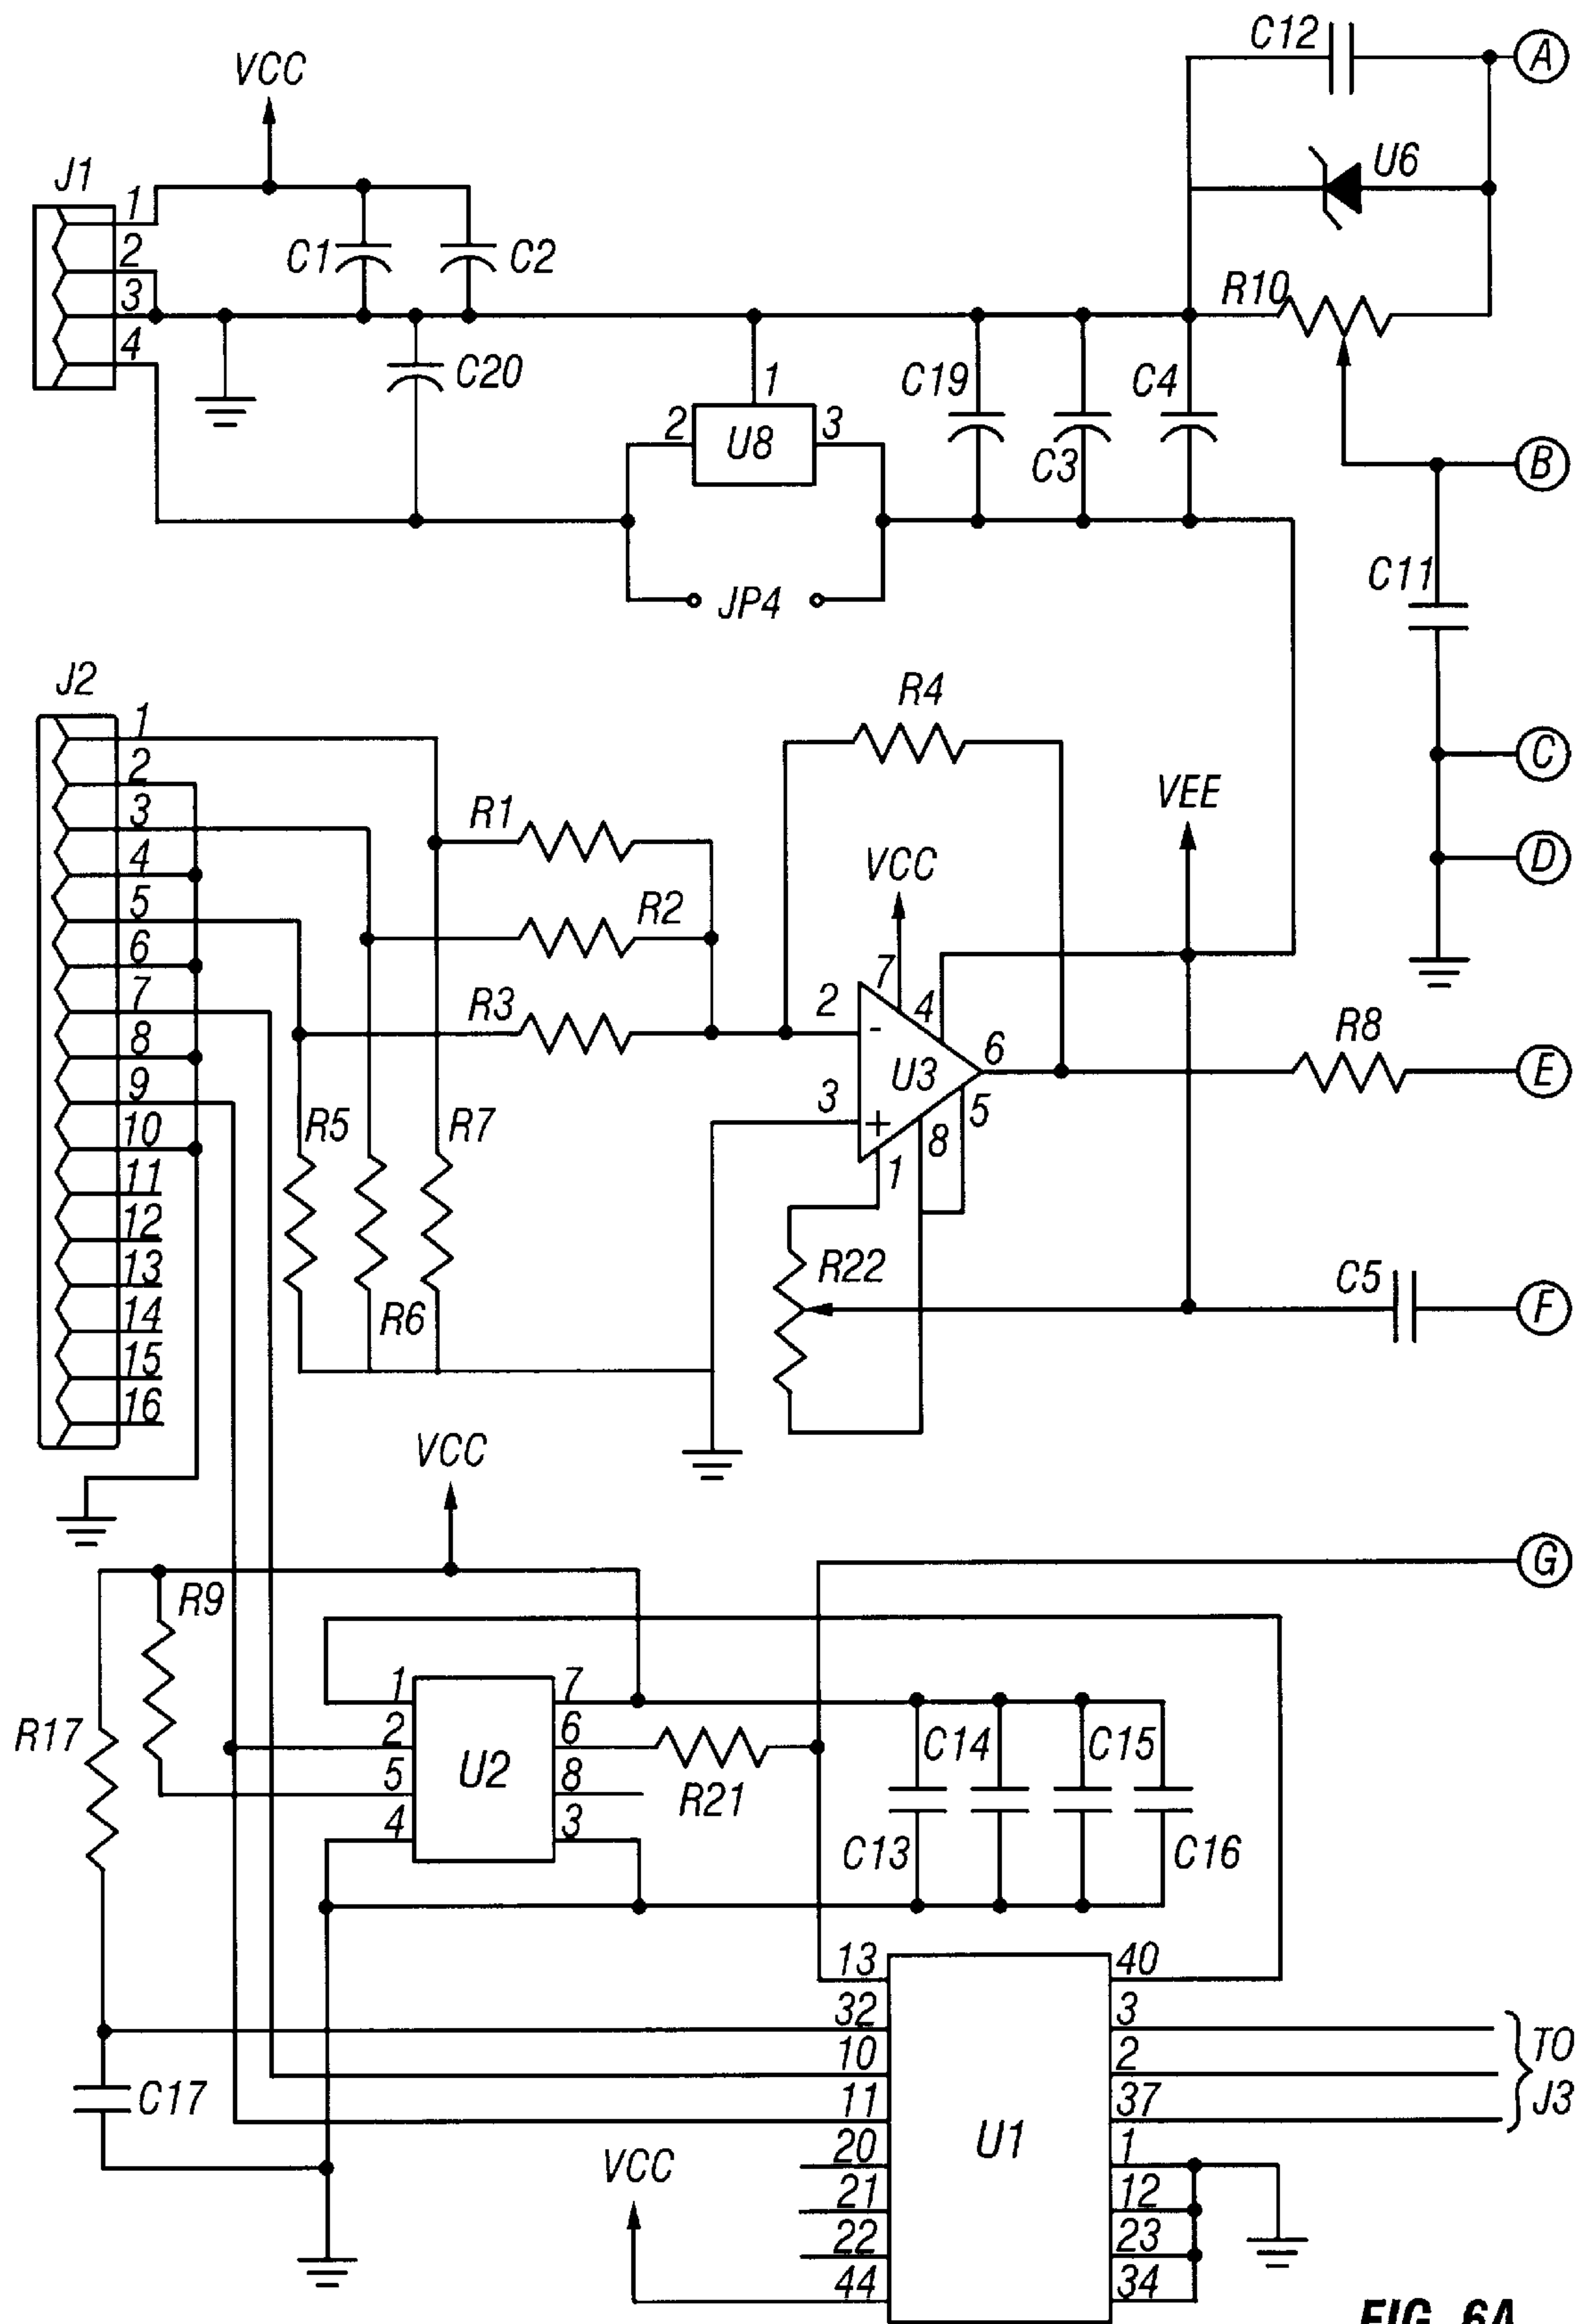 C12
A
VCC
U6
J1
1
2
3
4
C1
C2
R10
C20
1
2
U8
3
C19
C3
C4
B
JP4
C11
J2
1
2
3
4
5
6
7
8
9
10
11
12
13
14
15
16
R4
R1
R2
R3
VCC
VEE
C
D
7
4
2
-
U3
6
3
+
5
8
1
R8
E
R5
R7
R6
R22
C5
F
VCC
G
R9
R17
1
2
5
4
U2
7
6
8
3
R21
C14
C15
C13
C16
13
32
10
11
20
21
22
44
U1
40
3
2
37
1
12
23
34
TO
J3
C17
VCC
FIG. 6A